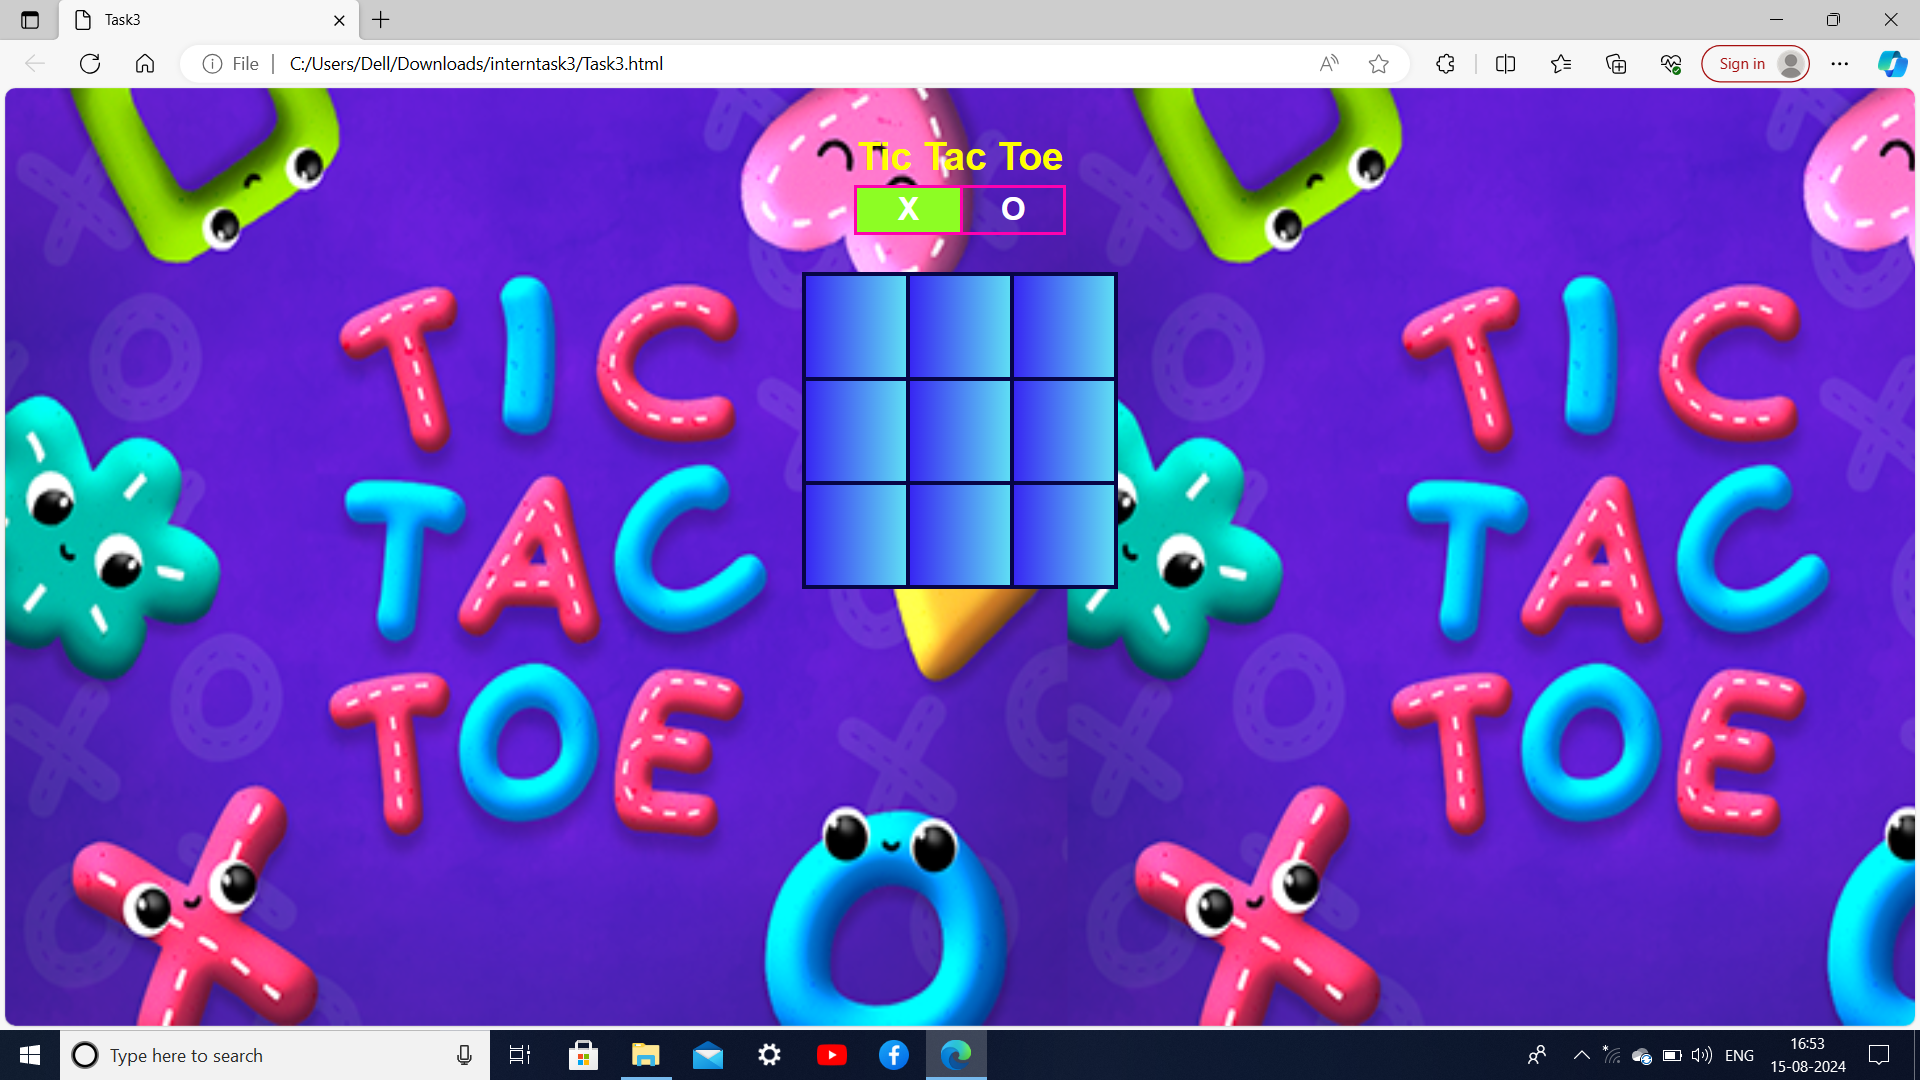 Task3
File
C:/Users/Dell/Downloads/interntask3/Task3.html
Sign in
Tic Tac Toe
X O
TIC
TAC
TOE
TIC
TAC
TOE
Type here to search
ENG
16:53
15-08-2024